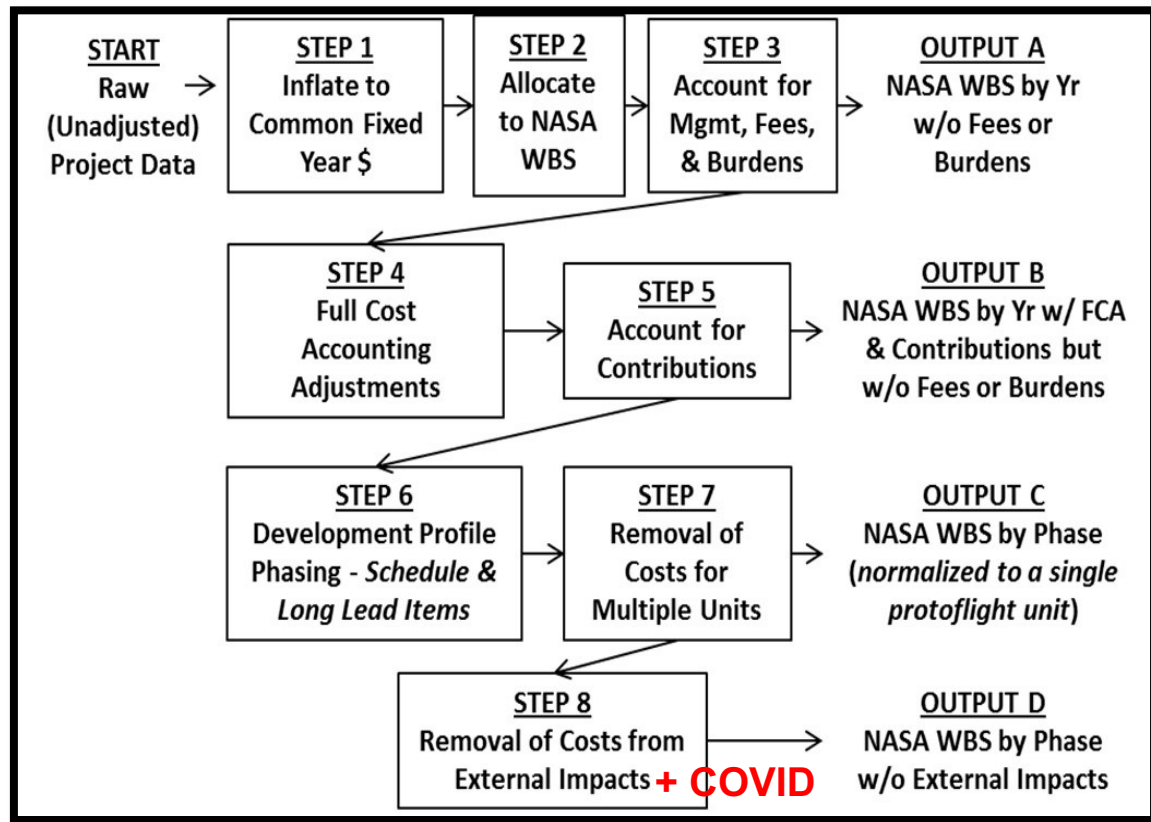 START
Raw
(Unadjusted)
Project Data
STEP 1
Inflate to
Common Fixed
Year $
STEP 2
Allocate
to NASA
WBS
STEP 3
Account for
Mgmt, Fees,
& Burdens
OUTPUT A
NASA WBS by Yr
w/o Fees or
Burdens
STEP 4
Full Cost
Accounting
Adjustments
STEP 5
Account for
Contributions
OUTPUT B
NASA WBS by Yr w/ FCA
& Contributions but
w/o Fees or Burdens
STEP 6
Development Profile
Phasing - Schedule &
Long Lead Items
STEP 7
Removal of
Costs for
Multiple Units
OUTPUT C
NASA WBS by Phase
(normalized to a single
protoflight unit)
STEP 8
Removal of Costs from
External Impacts + COVID
OUTPUT D
NASA WBS by Phase
w/o External Impacts